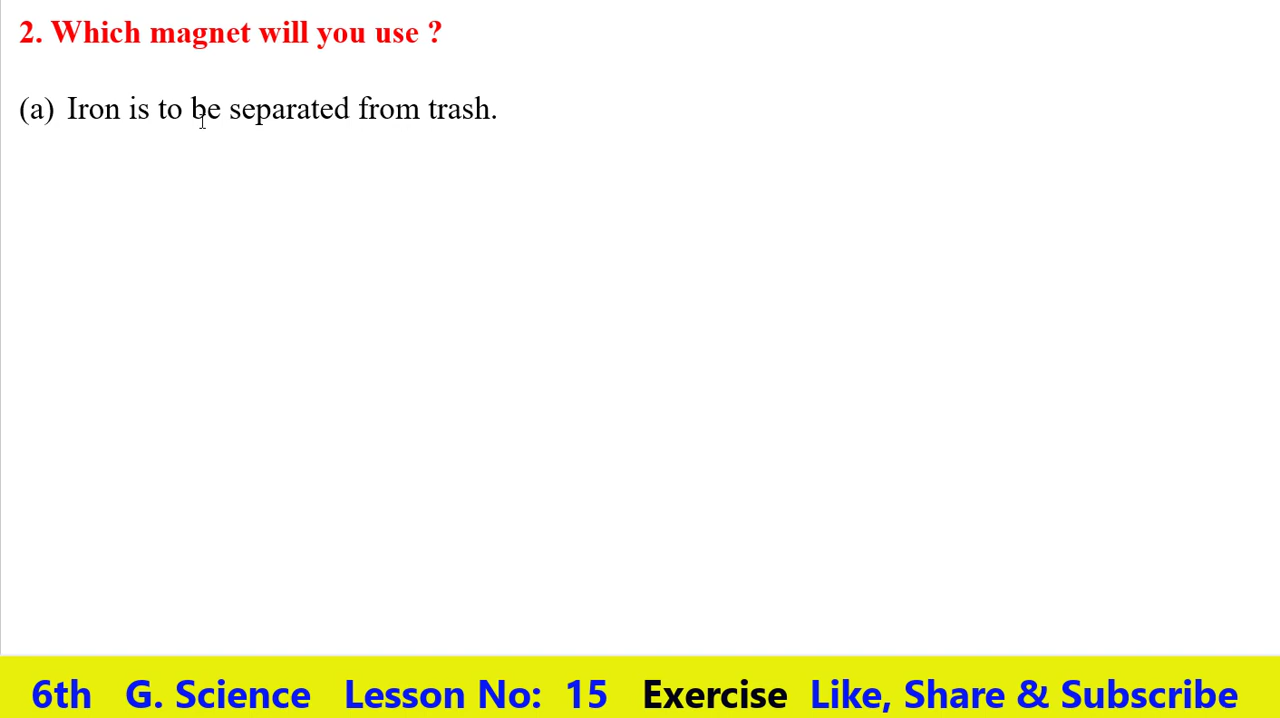 2. Which magnet will you use ?
(a) Iron is to be separated from trash.
6th G. Science Lesson No: 15 Exercise Like, Share & Subscribe